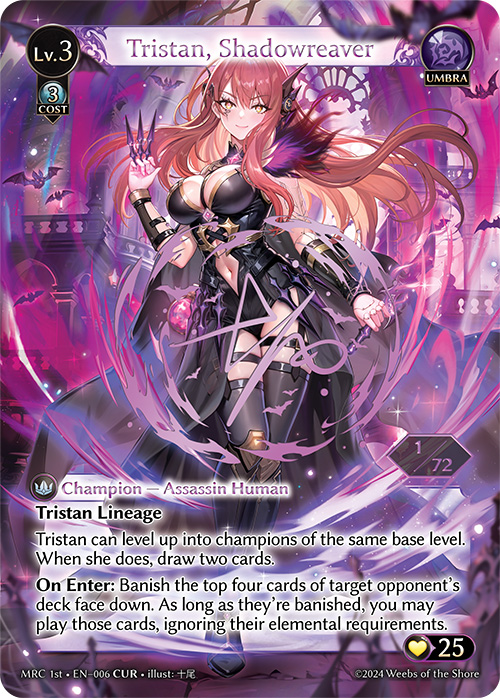 Lv.3
Tristan, Shadowreaver
UMBRA
3
COST
1
72
Champion — Assassin Human
Tristan Lineage
Tristan can level up into champions of the same base level.
When she does, draw two cards.
On Enter: Banish the top four cards of target opponent's
deck face down. As long as they're banished, you may
play those cards, ignoring their elemental requirements.
25
MRC 1st • EN–006 CUR • illust: 十尾
©2024 Weebs of the Shore